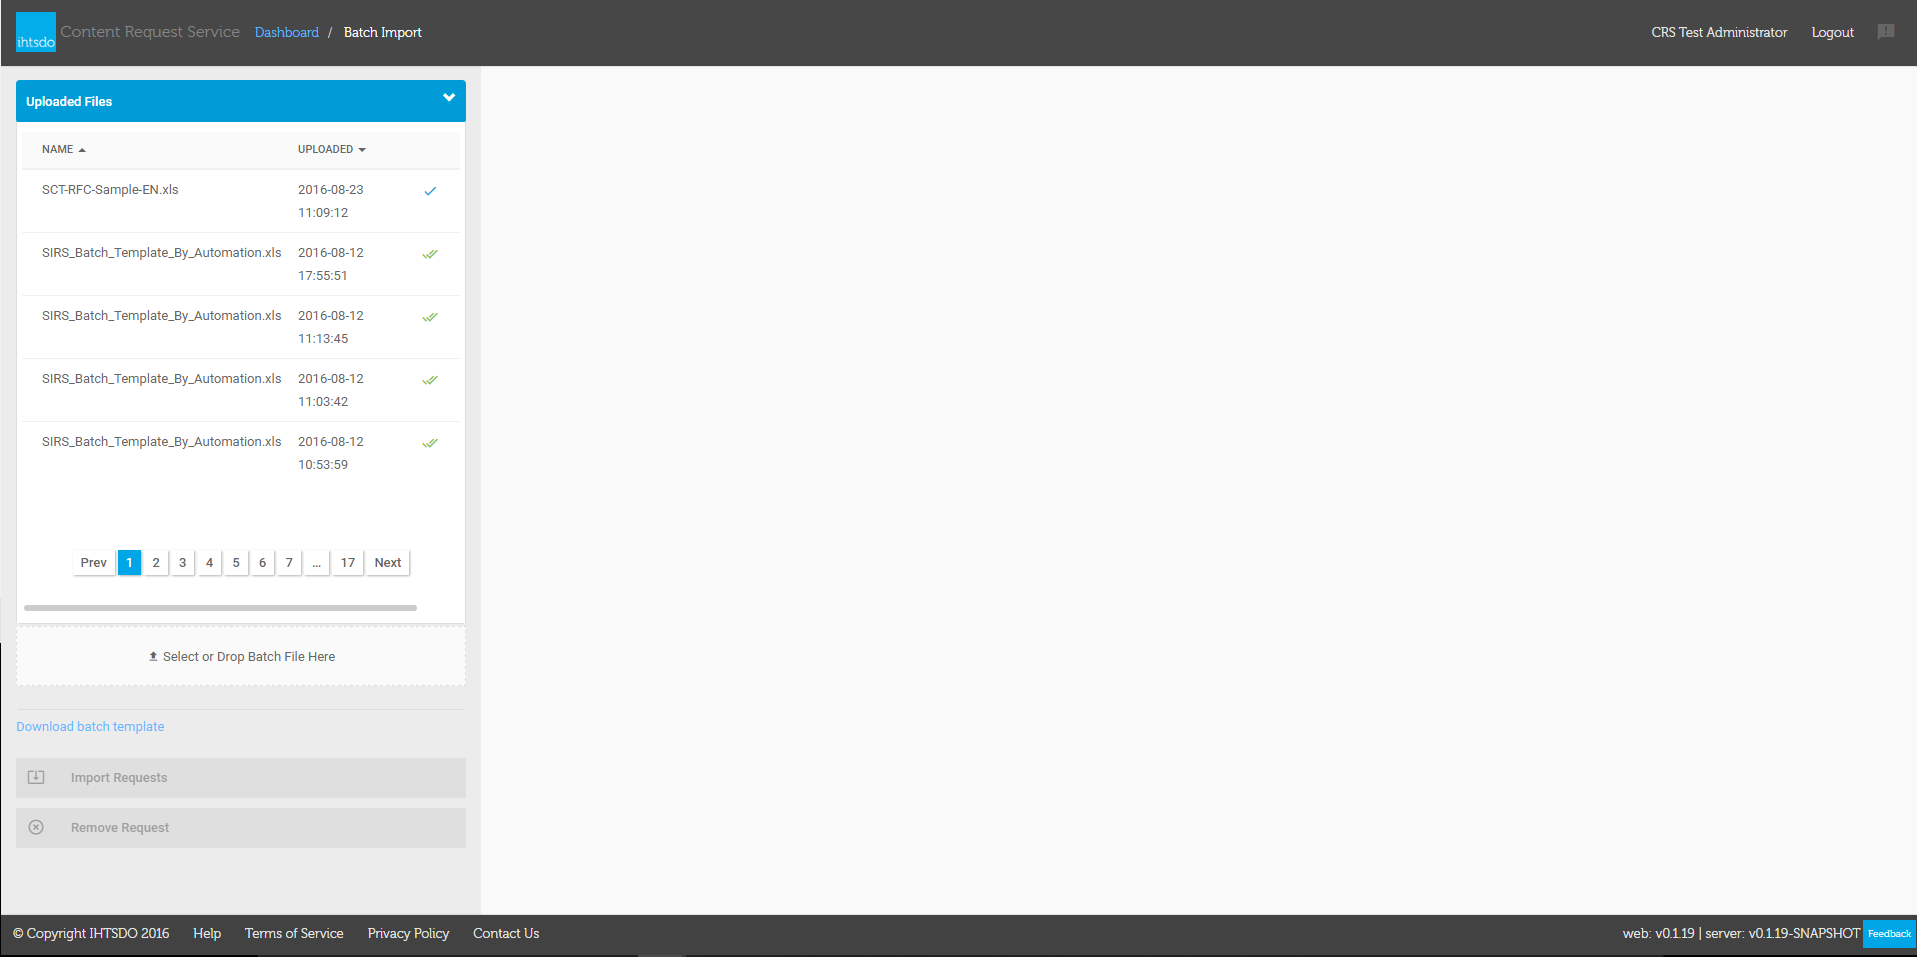 ihtsdo Content Request Service Dashboard / Batch Import CRS Test Administrator Logout
Uploaded Files
NAME UPLOADED
SCT-RFC-Sample-EN.xls 2016-08-23
11:09:12
SIRS_Batch_Template_By_Automation.xls 2016-08-12
17:55:51
SIRS_Batch_Template_By_Automation.xls 2016-08-12
11:13:45
SIRS_Batch_Template_By_Automation.xls 2016-08-12
11:03:42
SIRS_Batch_Template_By_Automation.xls 2016-08-12
10:53:59
Prev 1 2 3 4 5 6 7 ... 17 Next
Select or Drop Batch File Here
Download batch template
Import Requests
Remove Request
© Copyright IHTSDO 2016 Help Terms of Service Privacy Policy Contact Us web: v0.1.19 | server: v0.1.19-SNAPSHOT Feedback